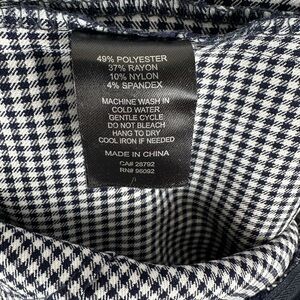 49% POLYESTER
37% RAYON
10% NYLON
4% SPANDEX
MACHINE WASH IN
COLD WATER
GENTLE CYCLE
DO NOT BLEACH
HANG TO DRY
COOL IRON IF NEEDED
MADE IN CHINA
CA# 28792
RN# 96092